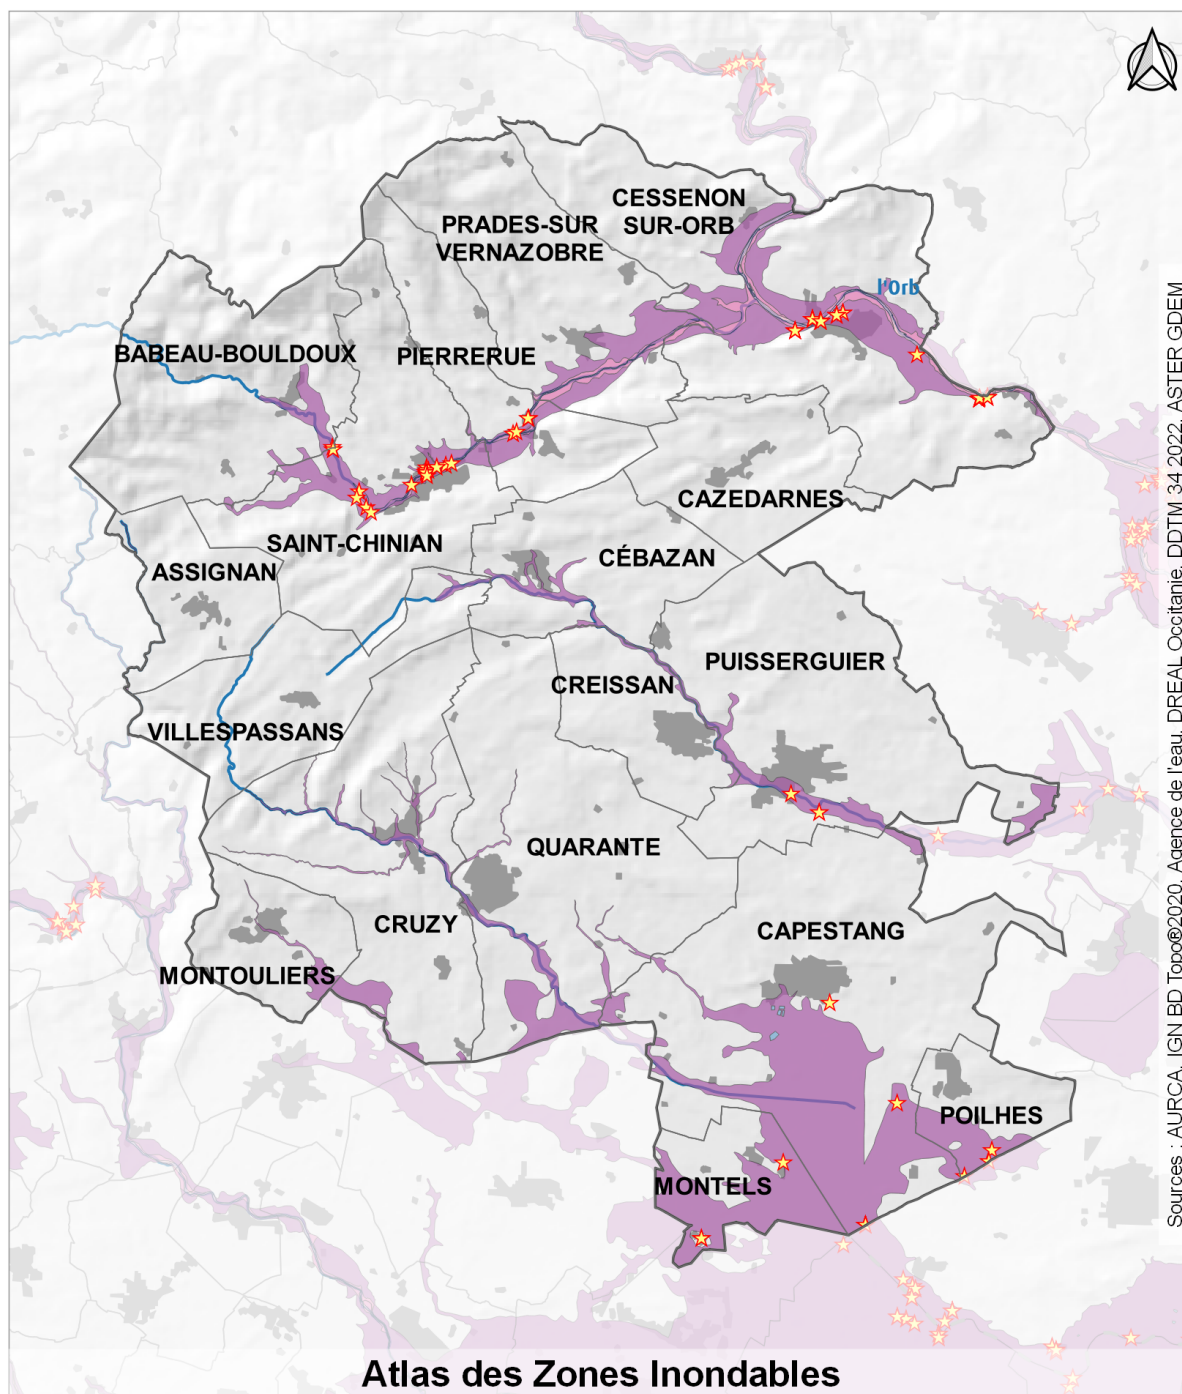 CESSENON
SUR-ORB
PRADES-SUR
VERNAZOBRE
l'Orb
BABEAU-BOULDOUX
PIERRERUE
CAZEDARNES
SAINT-CHINIAN
CÉBAZAN
ASSIGNAN
PUISSERGUIER
CREISSAN
VILLESPASSANS
QUARANTE
CRUZY
CAPESTANG
MONTOULIERS
POILHES
MONTELS
Sources : AURCA, IGN BD Topo®2020, Agence de l'eau, DREAL Occitanie, DDTM 34 2022, ASTER GDEM
Atlas des Zones Inondables